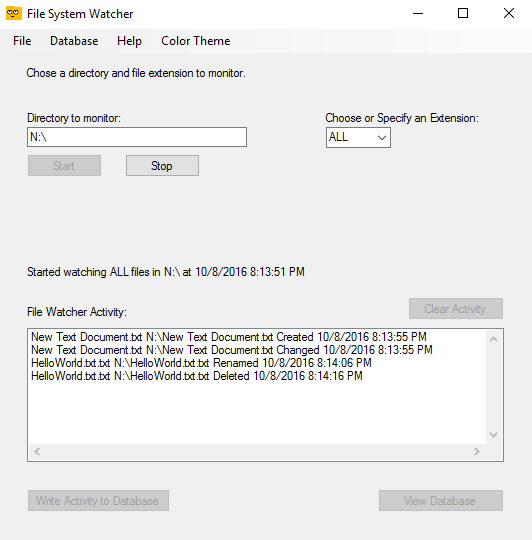 File System Watcher
File Database Help Color Theme
Chose a directory and file extension to monitor.
Directory to monitor:
Choose or Specify an Extension:
N:\
ALL
Start
Stop
Started watching ALL files in N:\ at 10/8/2016 8:13:51 PM
File Watcher Activity:
Clear Activity
New Text Document.txt N:\New Text Document.txt Created 10/8/2016 8:13:55 PM
New Text Document.txt N:\New Text Document.txt Changed 10/8/2016 8:13:55 PM
HelloWorld.txt.txt N:\HelloWorld.txt.txt Renamed 10/8/2016 8:14:06 PM
HelloWorld.txt.txt N:\HelloWorld.txt.txt Deleted 10/8/2016 8:14:16 PM
Write Activity to Database
View Database